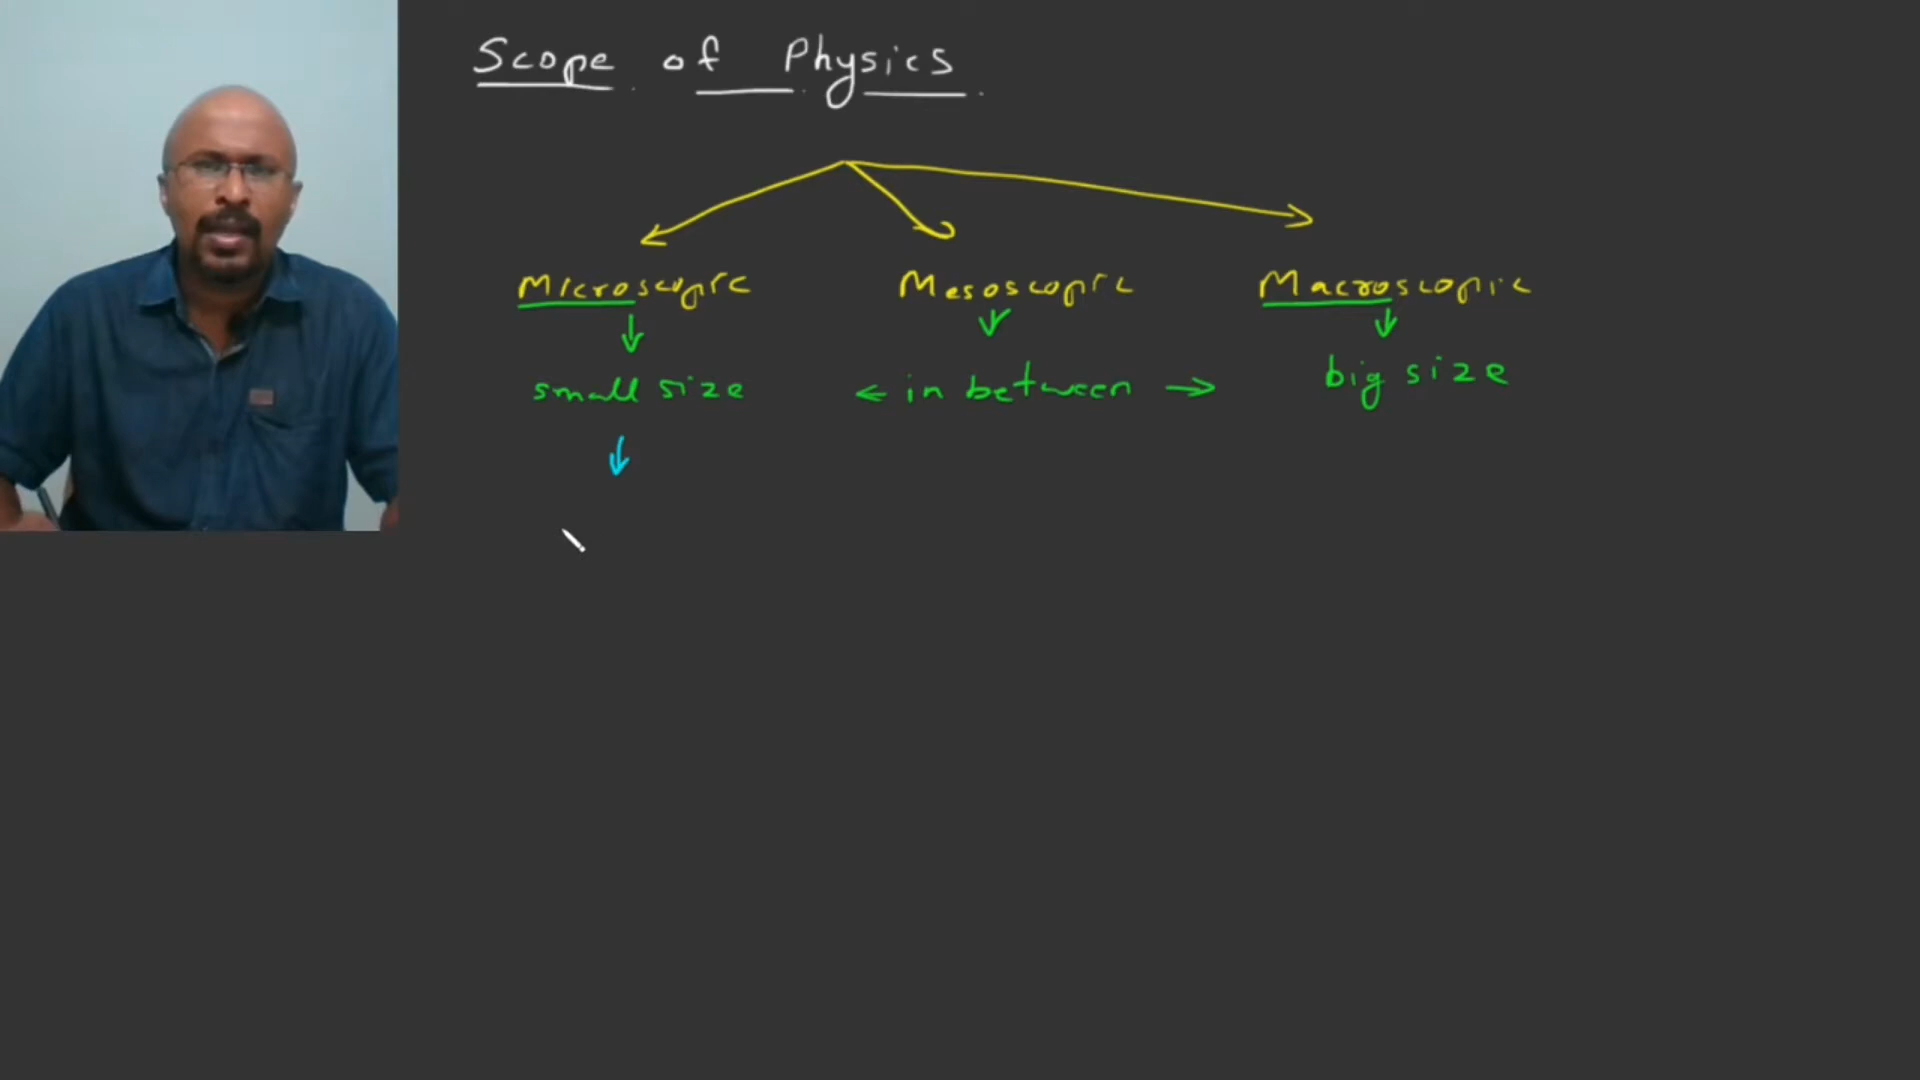 Scope of Physics
Microscopic Mesoscopic Macroscopic
small size ← in between → big size